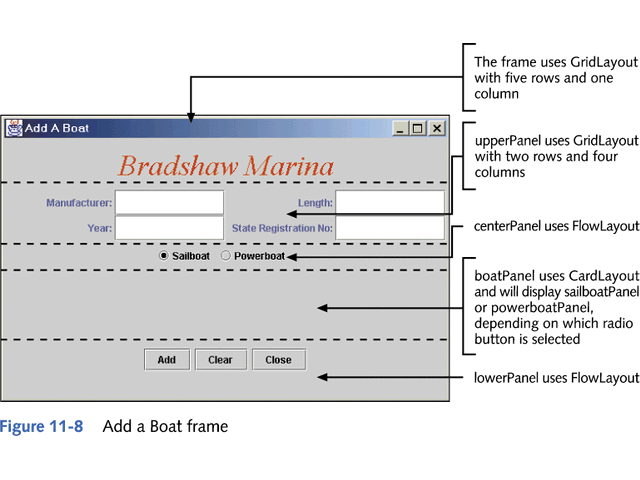 The frame uses GridLayout
with five rows and one
column
Add A Boat
Bradshaw Marina
upperPanel uses GridLayout
with two rows and four
columns
Manufacturer: Length:
Year: State Registration No:
centerPanel uses FlowLayout
Sailboat Powerboat
boatPanel uses CardLayout
and will display sailboatPanel
or powerboatPanel,
depending on which radio
button is selected
Add Clear Close
lowerPanel uses FlowLayout
Figure 11-8 Add a Boat frame